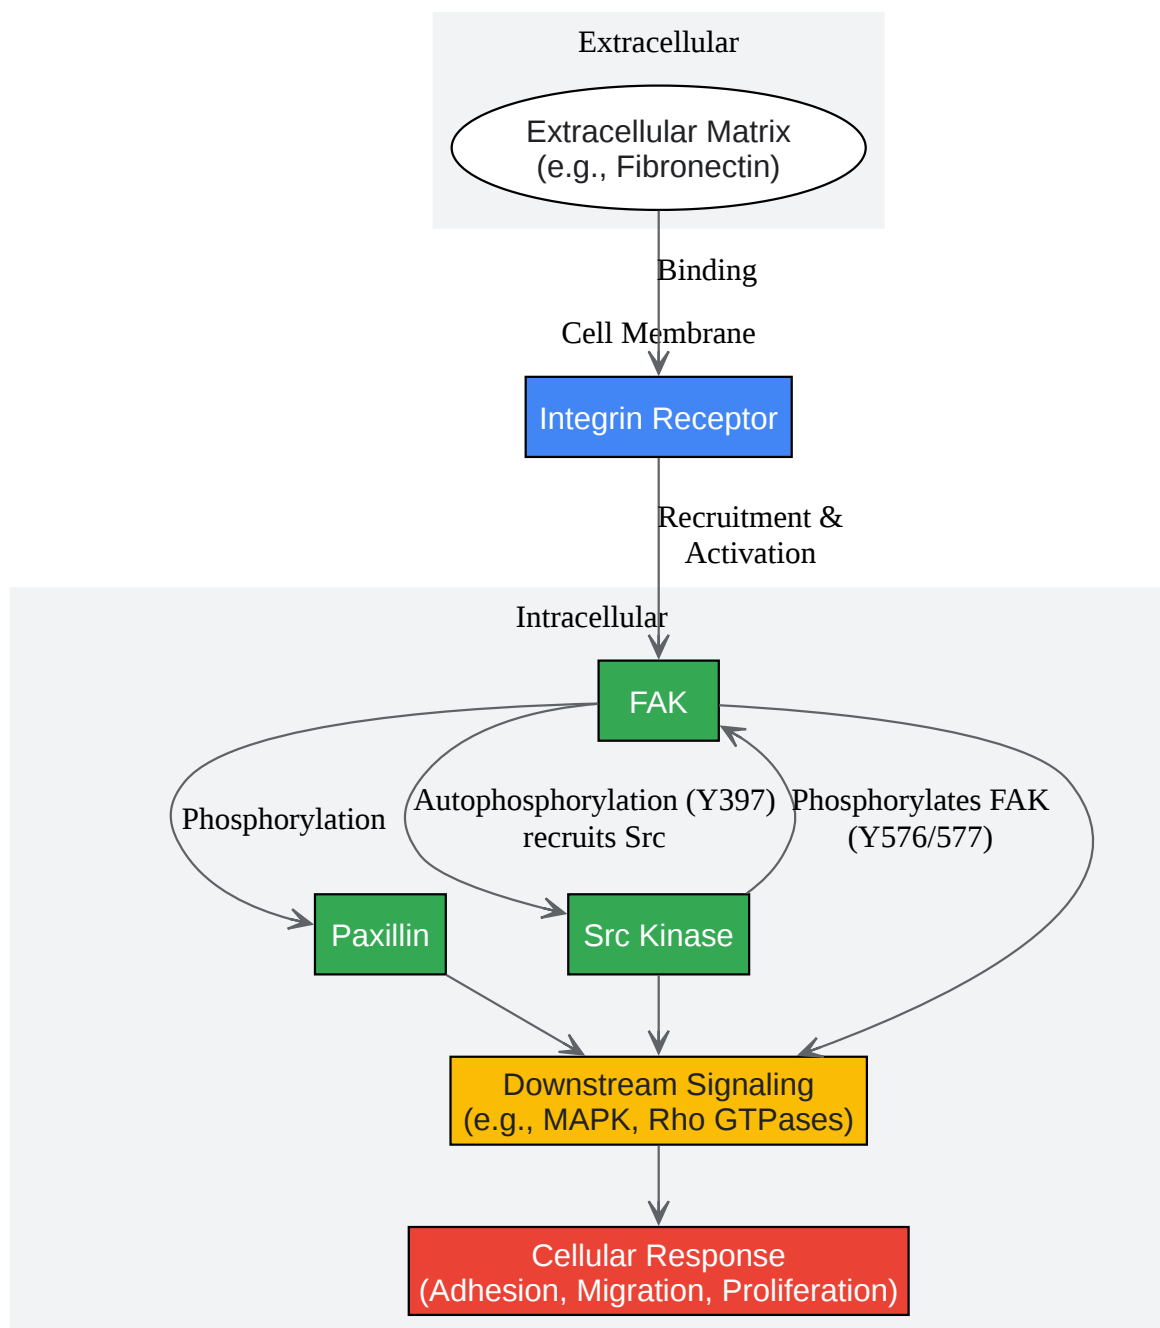 Extracellular
Extracellular Matrix
(e.g., Fibronectin)
Binding
Cell Membrane
Integrin Receptor
Recruitment &
Activation
Intracellular
FAK
Phosphorylation
Autophosphorylation (Y397)
recruits Src
Phosphorylates FAK
(Y576/577)
Paxillin
Src Kinase
Downstream Signaling
(e.g., MAPK, Rho GTPases)
Cellular Response
(Adhesion, Migration, Proliferation)